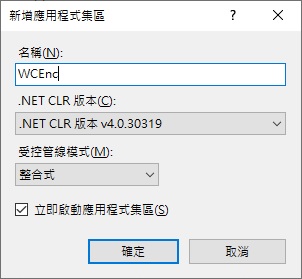 新增應用程式集區
名稱(N):
WCEnc
.NET CLR 版本(C):
.NET CLR 版本 v4.0.30319
受控管線模式(M):
整合式
立即啟動應用程式集區(S)
確定
取消